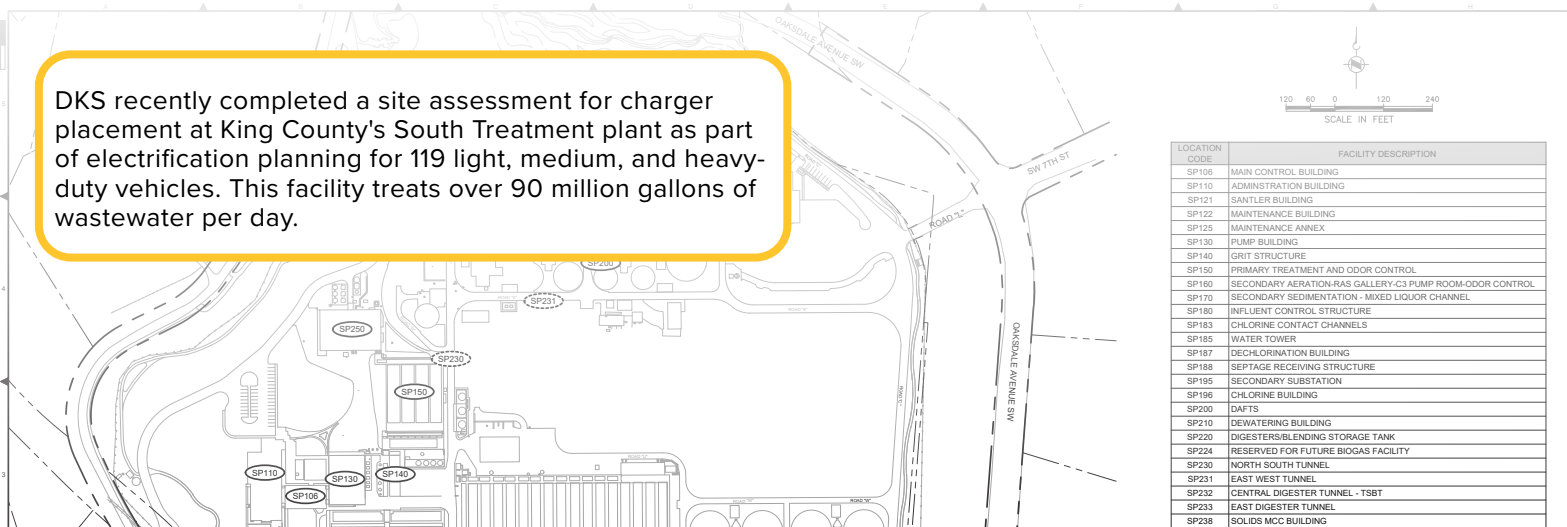 A B C D E F G H
OAKSDALE AVENUE SW
DKS recently completed a site assessment for charger
placement at King County's South Treatment plant as part
of electrification planning for 119 light, medium, and heavy-
duty vehicles. This facility treats over 90 million gallons of
wastewater per day.
120 60 0 120 240
SCALE IN FEET
5
4
3
SW 7TH ST
ROAD "L"
SP200
SP231
SP250
SP230
SP150
OAKSDALE AVENUE SW
SP110
SP130
SP140
SP106
LOCATION CODE FACILITY DESCRIPTION
SP106 MAIN CONTROL BUILDING
SP110 ADMINSTRATION BUILDING
SP121 SANTLER BUILDING
SP122 MAINTENANCE BUILDING
SP125 MAINTENANCE ANNEX
SP130 PUMP BUILDING
SP140 GRIT STRUCTURE
SP150 PRIMARY TREATMENT AND ODOR CONTROL
SP160 SECONDARY AERATION-RAS GALLERY-C3 PUMP ROOM-ODOR CONTROL
SP170 SECONDARY SEDIMENTATION - MIXED LIQUOR CHANNEL
SP180 INFLUENT CONTROL STRUCTURE
SP183 CHLORINE CONTACT CHANNELS
SP185 WATER TOWER
SP187 DECHLORINATION BUILDING
SP188 SEPTAGE RECEIVING STRUCTURE
SP195 SECONDARY SUBSTATION
SP196 CHLORINE BUILDING
SP200 DAFTS
SP210 DEWATERING BUILDING
SP220 DIGESTERS/BLENDING STORAGE TANK
SP224 RESERVED FOR FUTURE BIOGAS FACILITY
SP230 NORTH SOUTH TUNNEL
SP231 EAST WEST TUNNEL
SP232 CENTRAL DIGESTER TUNNEL - TSBT
SP233 EAST DIGESTER TUNNEL
SP238 SOLIDS MCC BUILDING